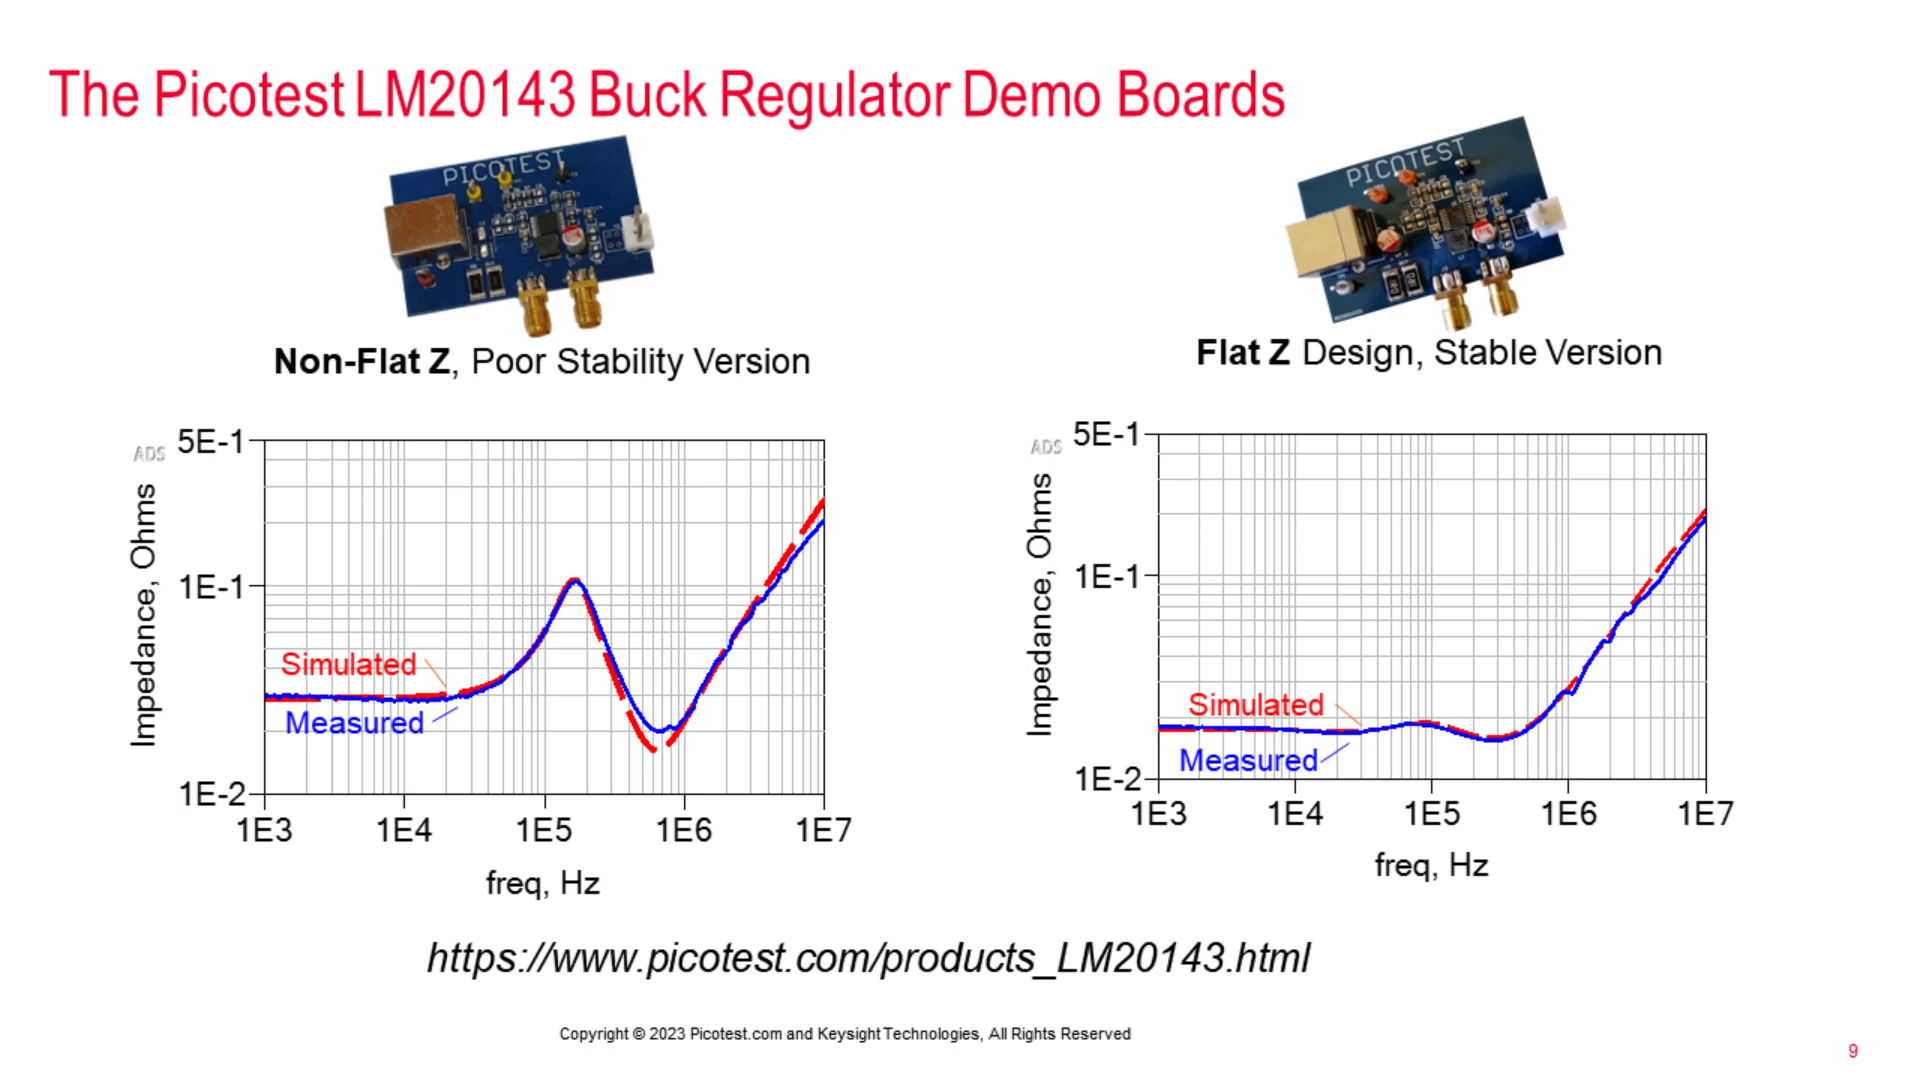 The Picotest LM20143 Buck Regulator Demo Boards
PICOTEST
PICOTEST
Non-Flat Z, Poor Stability Version
Flat Z Design, Stable Version
ADS
5E-1
1E-1
1E-2
Impedance, Ohms
Simulated
Measured
1E3 1E4 1E5 1E6 1E7
freq, Hz
ADS
5E-1
1E-1
1E-2
Impedance, Ohms
Simulated
Measured
1E3 1E4 1E5 1E6 1E7
freq, Hz
https://www.picotest.com/products_LM20143.html
Copyright © 2023 Picotest.com and Keysight Technologies, All Rights Reserved
9